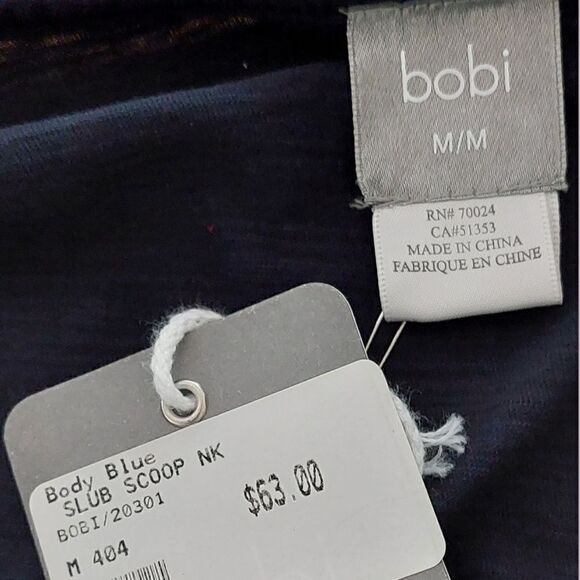 bobi
M/M
RN# 70024
CA#51353
MADE IN CHINA
FABRIQUE EN CHINE
Body Blue
SLUB SCOOP NK
BOBI/20301
$63.00
M 404